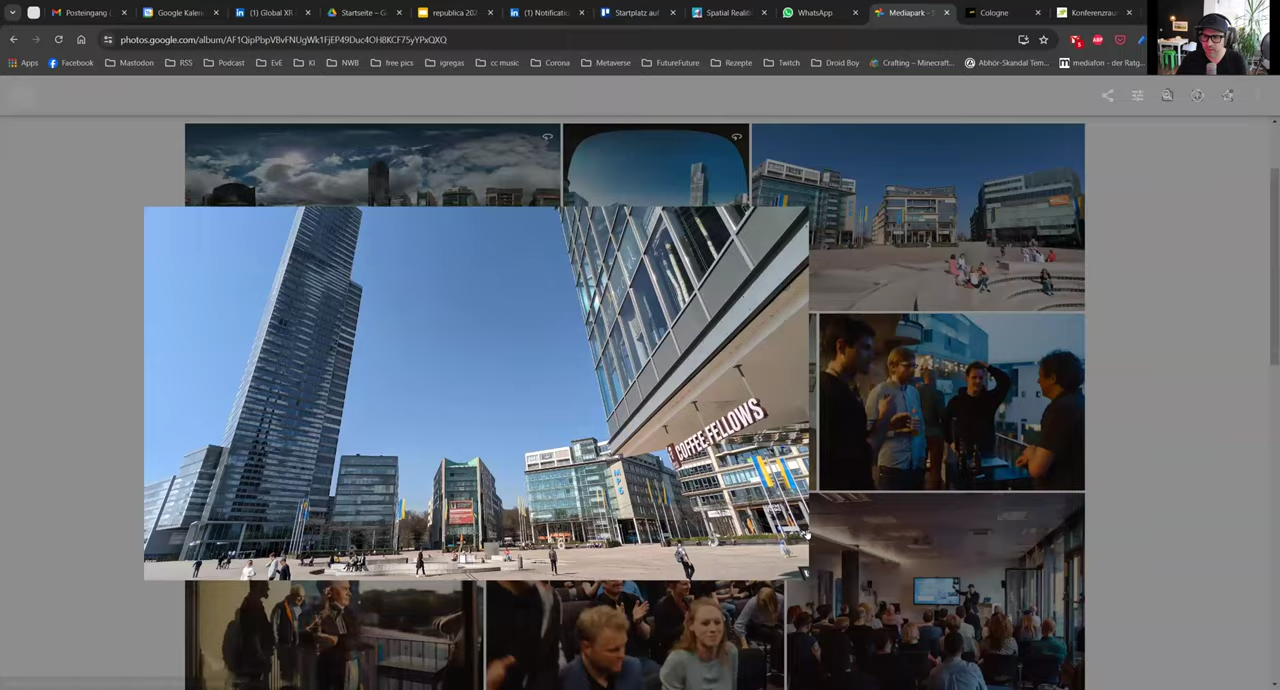 Posteingang (
Google Kalen
(1) Global XR
Startseite – G
republica 202
(1) Notificatio
Startplatz auf
Spatial Realiti
WhatsApp
Mediapark - S
Cologne
Konferenzrau
photos.google.com/album/AF1QipPbpV8vFNUgWk1FjEP49Duc4OH8KCF75yYPxQXQ
Apps
Facebook
Mastodon
RSS
Podcast
EvE
KI
NWB
free pics
igregas
cc music
Corona
Metaverse
FutureFuture
Rezepte
Twitch
Droid Boy
Crafting – Minecraft...
Abhör-Skandal Tem...
mediafon - der Ratg...
COFFEE FELLOWS